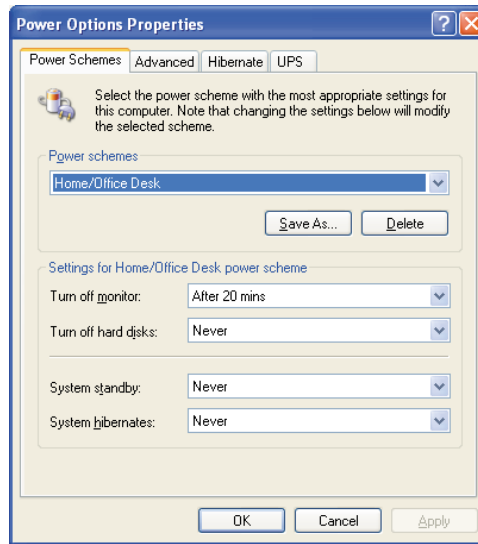 Power Options Properties
Power Schemes Advanced Hibernate UPS
Select the power scheme with the most appropriate settings for
this computer. Note that changing the settings below will modify
the selected scheme.
Power schemes
Home/Office Desk
Save As... Delete
Settings for Home/Office Desk power scheme
Turn off monitor: After 20 mins
Turn off hard disks: Never
System standby: Never
System hibernates: Never
OK Cancel Apply